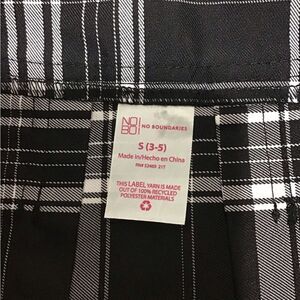 NO
BO
NO BOUNDARIES
S (3-5)
Made in/Hecho en China
THIS LABEL YARN IS MADE
OUT OF 100% RECYCLED
POLYESTER MATERIALS